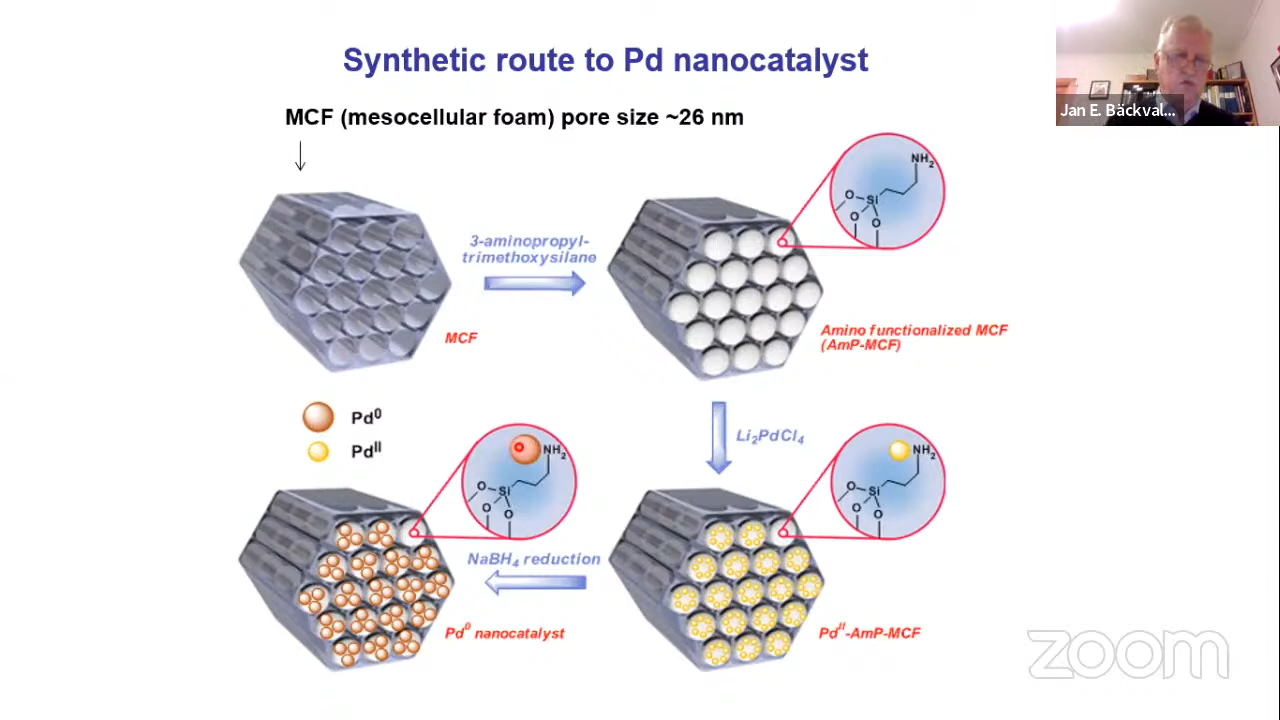 Synthetic route to Pd nanocatalyst
Jan E. Bäckval...
MCF (mesocellular foam) pore size ~26 nm
NH₂
O
Si
O
O
3-aminopropyl-
trimethoxysilane
MCF
Amino functionalized MCF
(AmP-MCF)
Pd⁰
Pdᴵᴵ
Li₂PdCl₄
NH₂
O
Si
O
O
NH₂
O
Si
O
O
NaBH₄ reduction
Pd⁰ nanocatalyst
Pdᴵᴵ-AmP-MCF
zoom